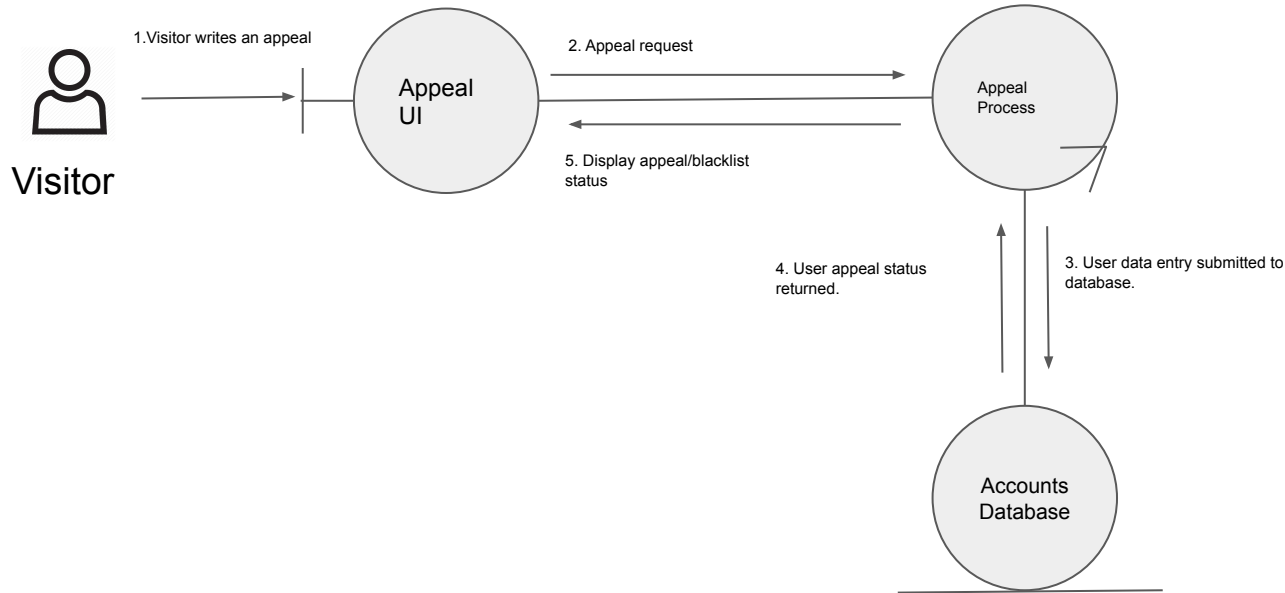 1.Visitor writes an appeal
2. Appeal request
Appeal
UI
Appeal
Process
Visitor
5. Display appeal/blacklist
status
4. User appeal status
returned.
3. User data entry submitted to
database.
Accounts
Database